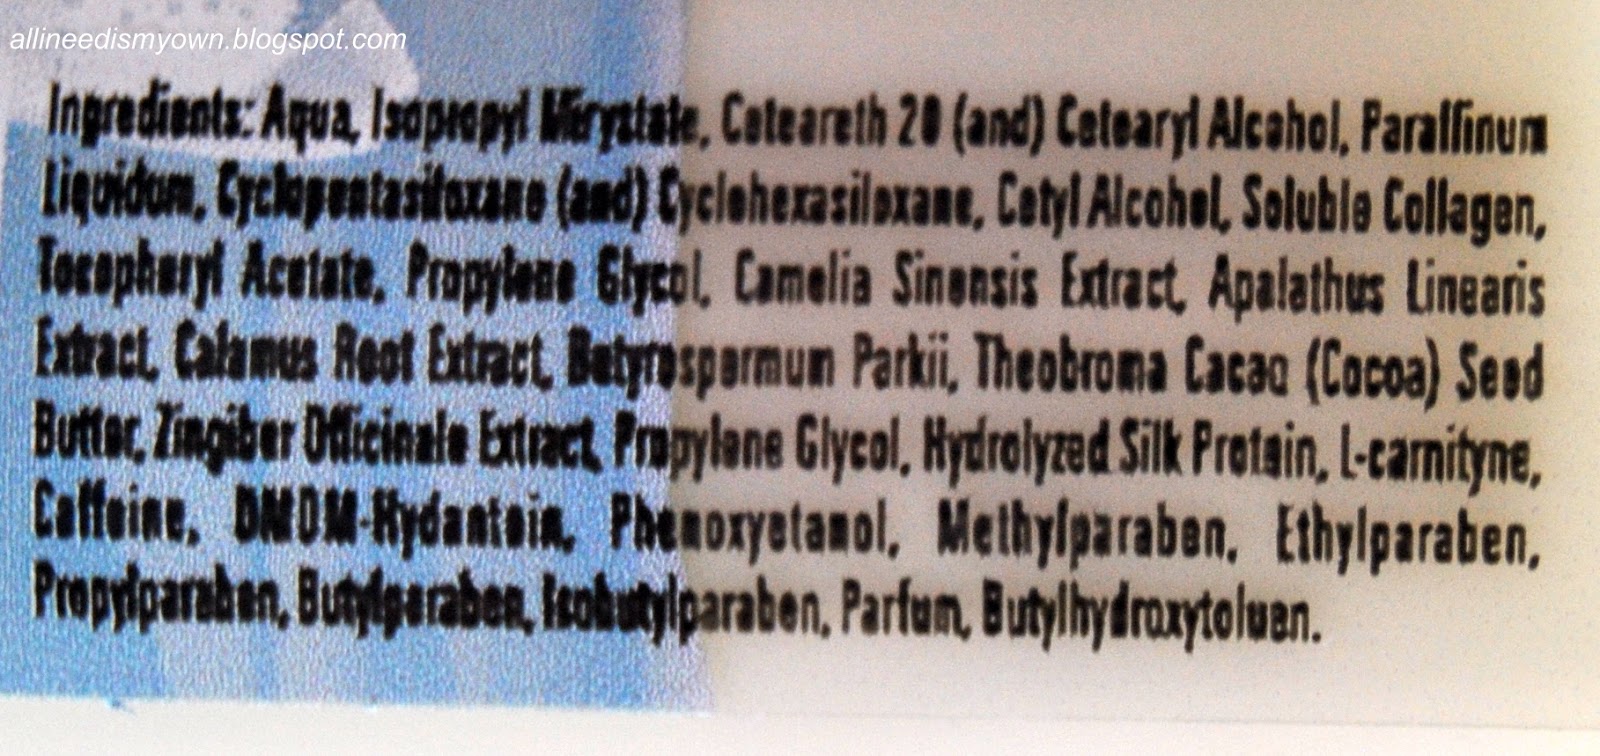 allineedismyown.blogspot.com
Ingredients: Aqua, Isopropyl Mirystate, Ceteareth 20 (and) Cetearyl Alcohol, Paraffinum
Liquidum, Cyclopentasiloxane (and) Cyclohexasiloxane, Cetyl Alcohol, Soluble Collagen,
Tocopheryl Acetate, Propylene Glycol, Camelia Sinensis Extract, Apalathus Linearis
Extract, Calamus Root Extract, Butyrospermum Parkii, Theobroma Cacao (Cocoa) Seed
Butter, Zingiber Officinale Extract, Propylene Glycol, Hydrolyzed Silk Protein, L-carnityne,
Caffeine, DMDM-Hydantein, Phenoxyetanol, Methylparaben, Ethylparaben,
Propylparaben, Butylparaben, Isobutylparaben, Parfum, Butylhydroxytoluen.